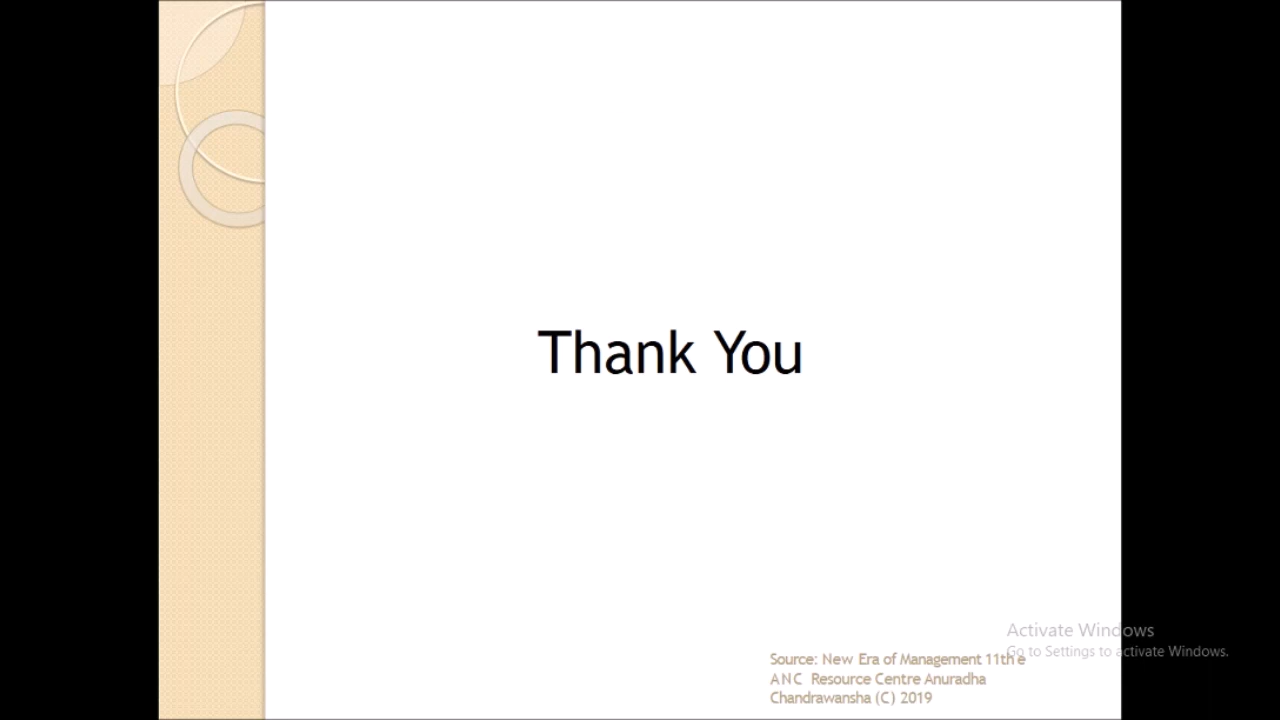 Thank You
Activate Windows
Go to Settings to activate Windows.
Source: New Era of Management 11th e
A N C Resource Centre Anuradha
Chandrawansha (C) 2019